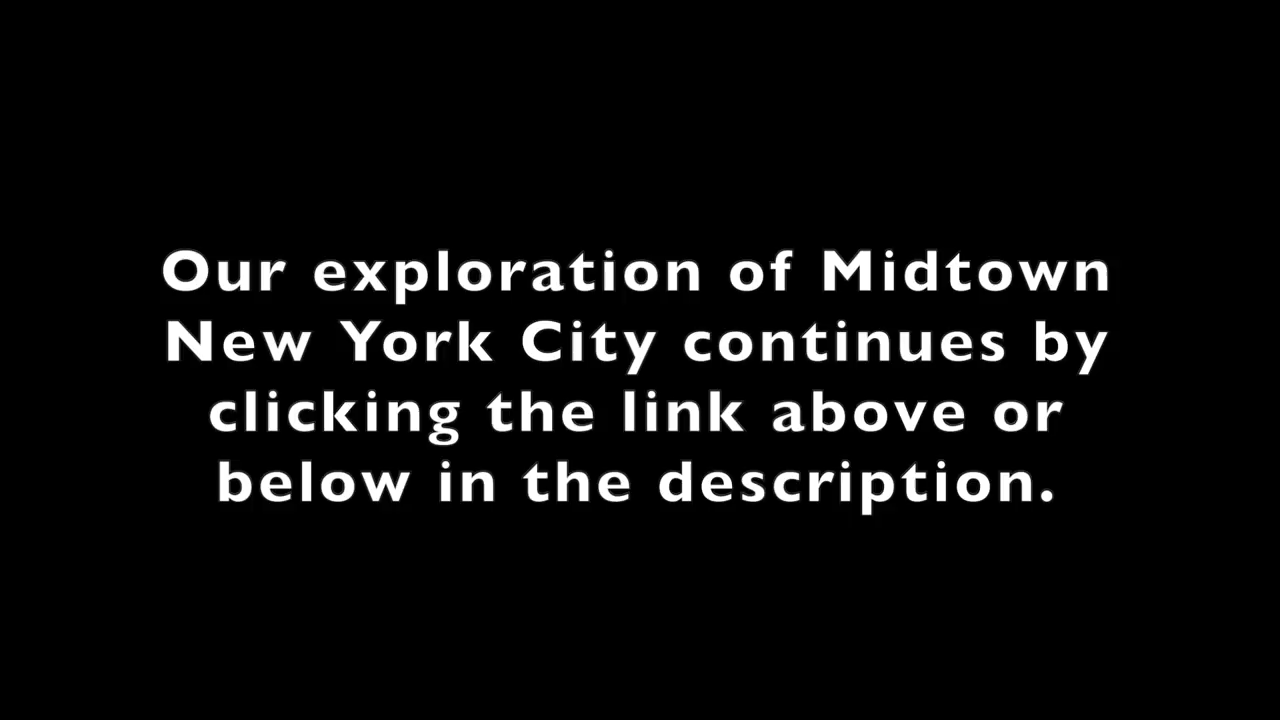 Our exploration of Midtown
New York City continues by
clicking the link above or
below in the description.